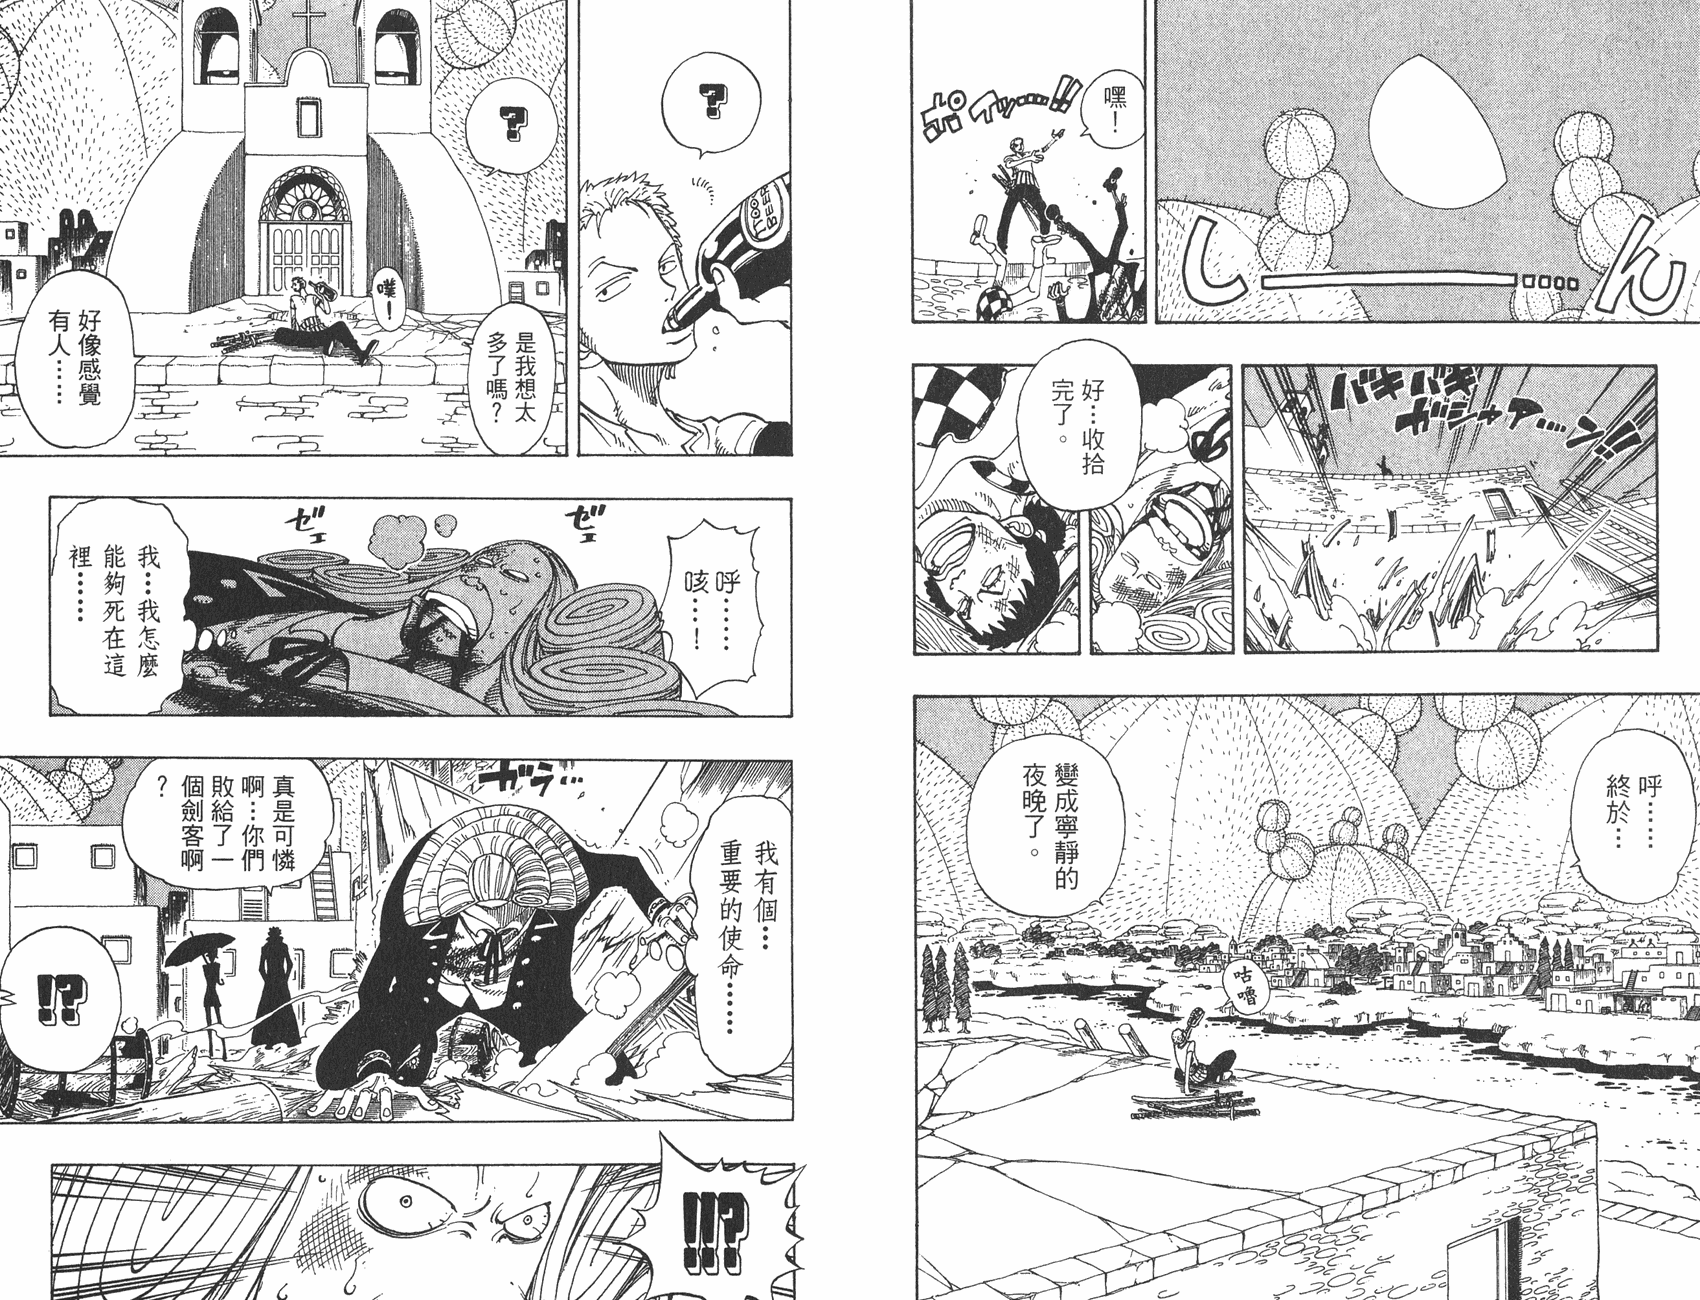 し━━....ん
嘿！
ポイッ──!!
バキバキ
ガシャアーン!!
好…收拾
完了。
呼……
終於…
變成寧靜的
夜晚了。
咕嚕
?
TOO
BEER
?
噗！
是我想太
多了嗎？
好像感覺
有人……
呼……
咳…！
ゼェ
ゼェ
我…我怎麼
能夠死在這
裡……
ガラ…
我有個…
重要的使命……
真是可憐
啊…你們
敗給了一
個劍客啊
？
!?
!!?